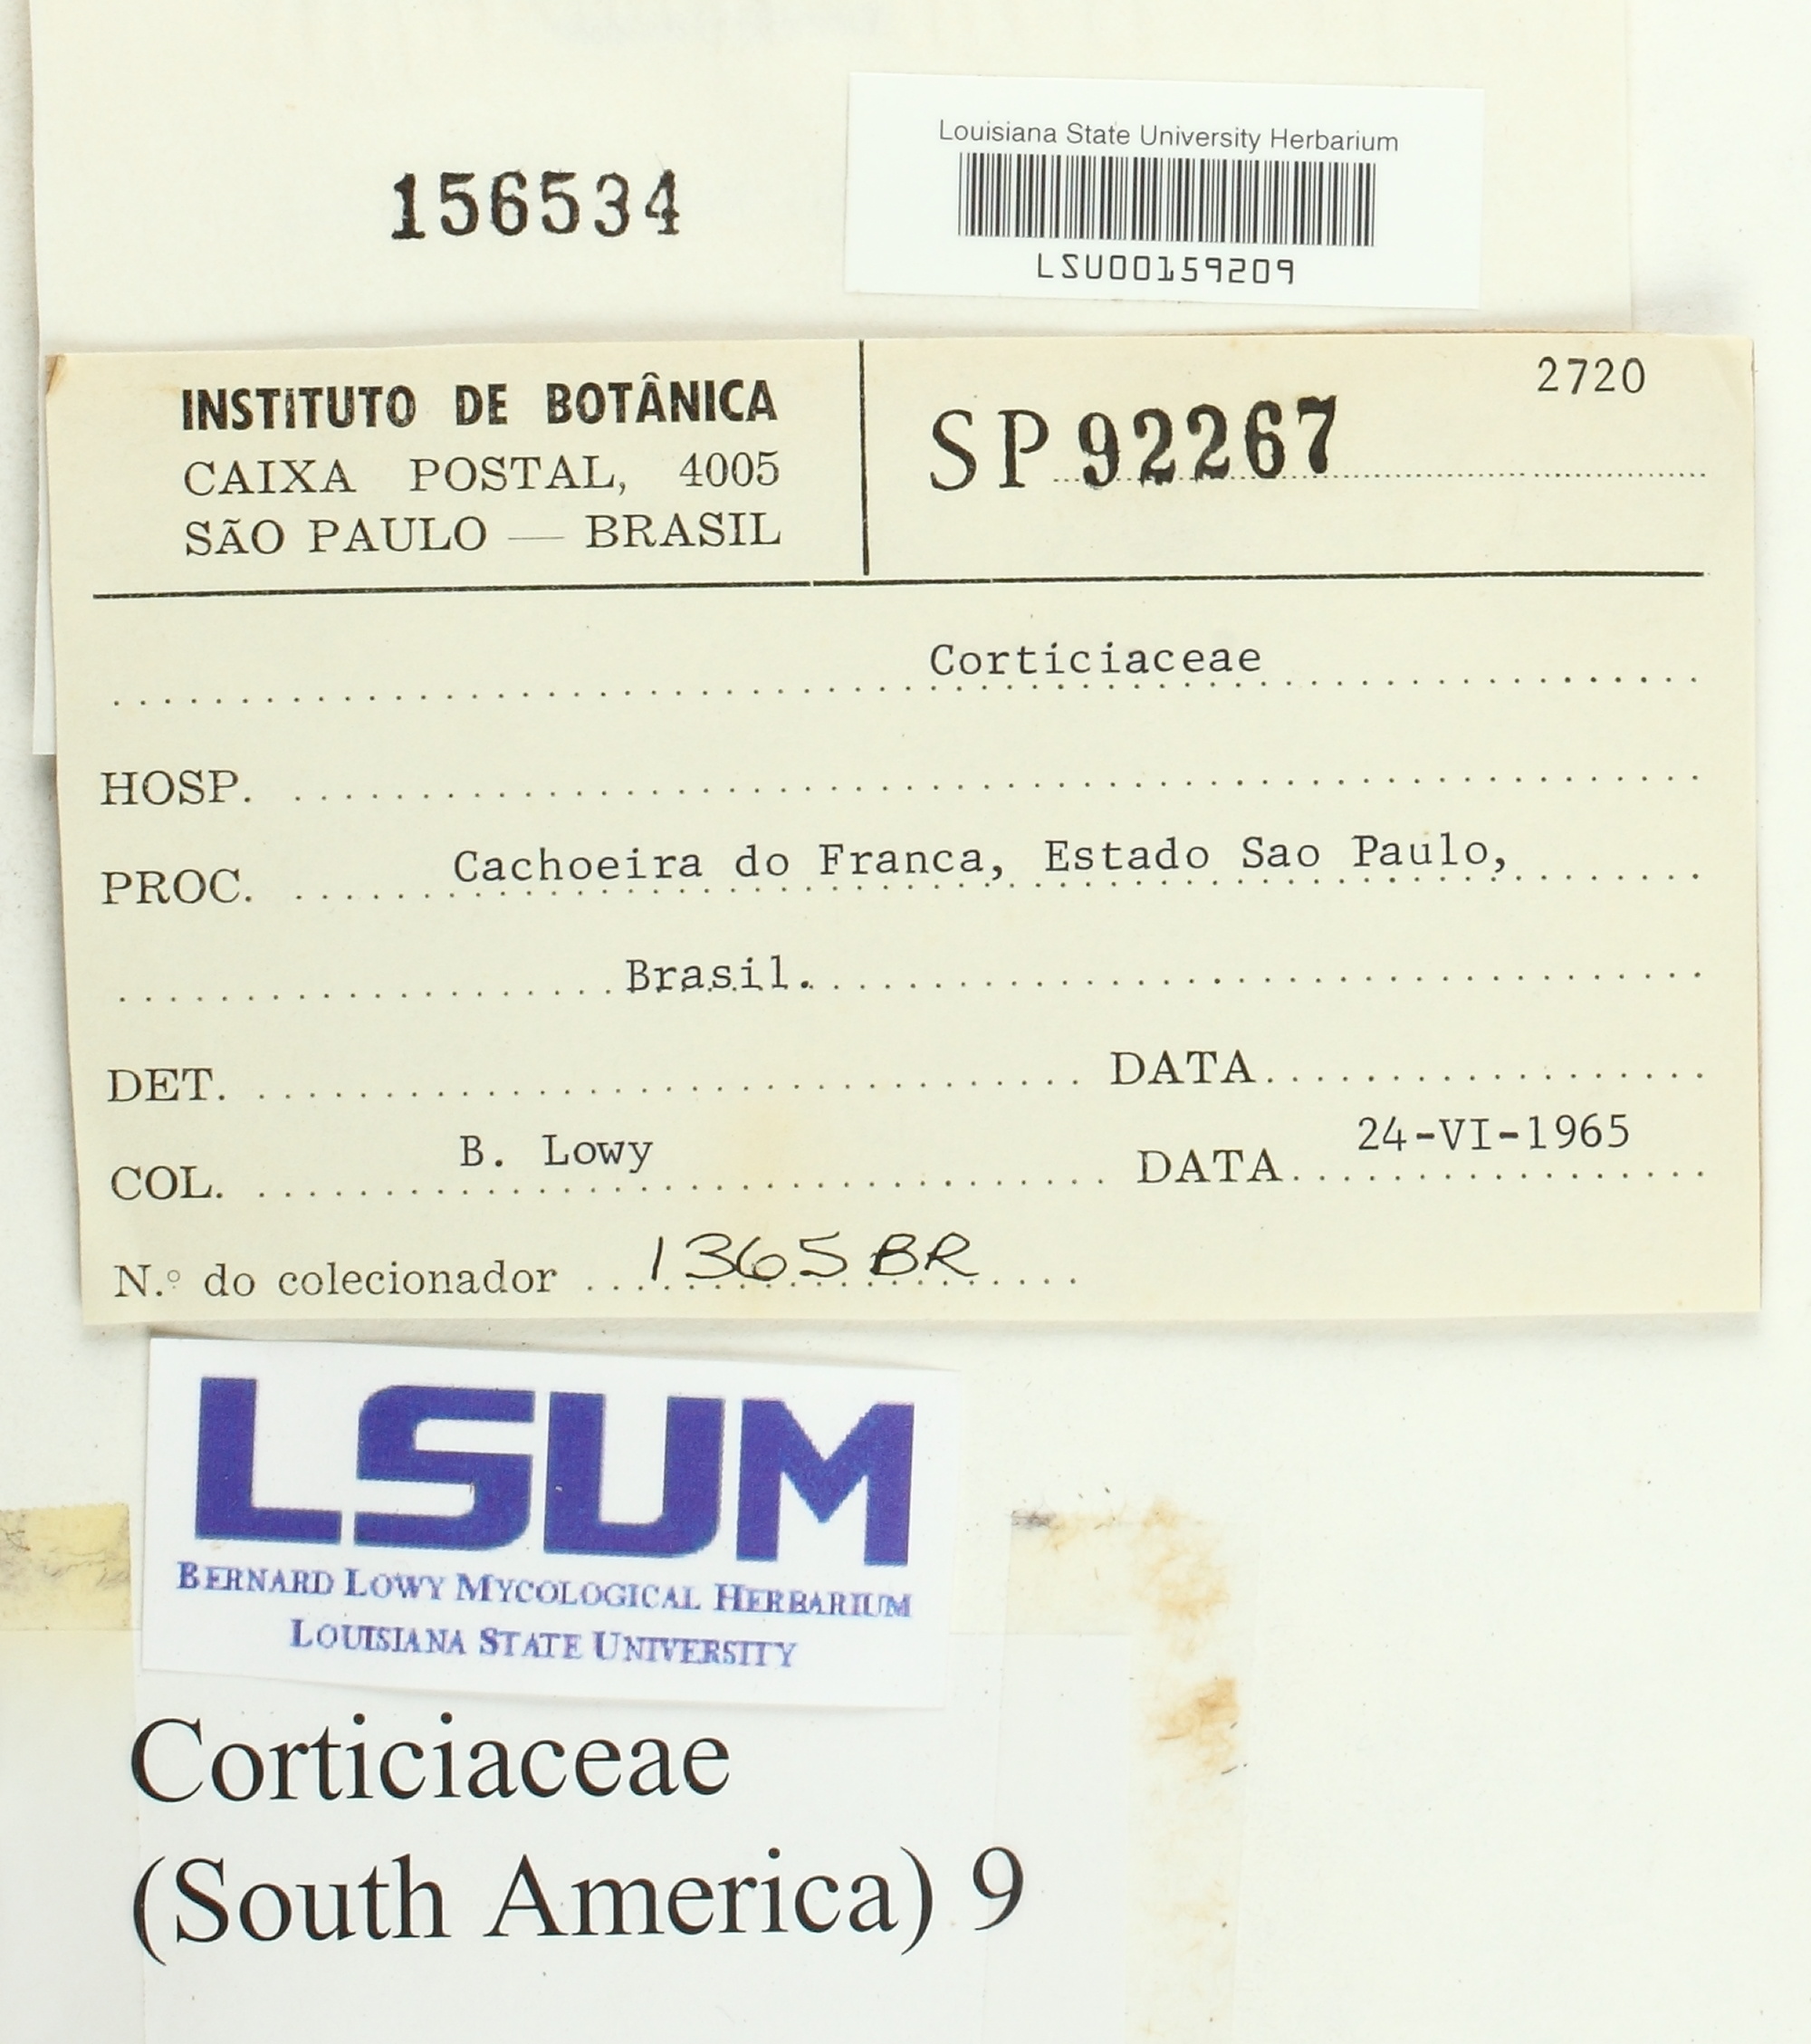 156534
Louisiana State University Herbarium
LSU00159209
INSTITUTO DE BOTÂNICA
CAIXA POSTAL, 4005
SÃO PAULO — BRASIL
2720
SP 92267
Corticiaceae
HOSP.
PROC. Cachoeira do Franca, Estado Sao Paulo,
Brasil.
DET. DATA
COL. B. Lowy DATA 24-VI-1965
N.º do colecionador 1365 BR
LSUM
BERNARD LOWY MYCOLOGICAL HERBARIUM
LOUISIANA STATE UNIVERSITY
Corticiaceae
(South America) 9